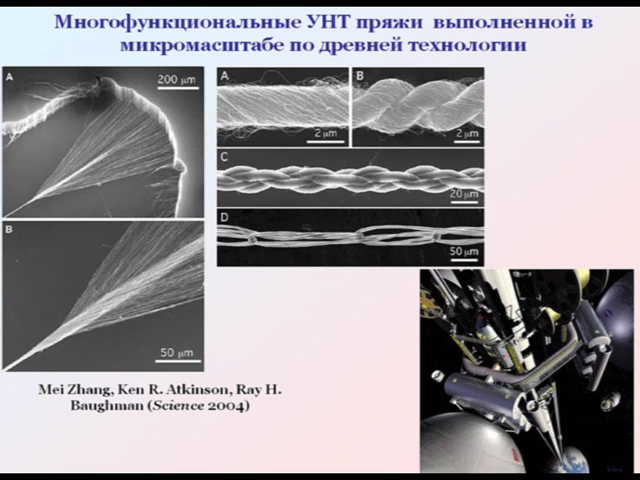 Многофункциональные УНТ пряжи выполненной в
микромасштабе по древней технологии
A
200 μm
B
50 μm
A
2 μm
B
2 μm
C
20 μm
D
50 μm
Mei Zhang, Ken R. Atkinson, Ray H.
Baughman (Science 2004)